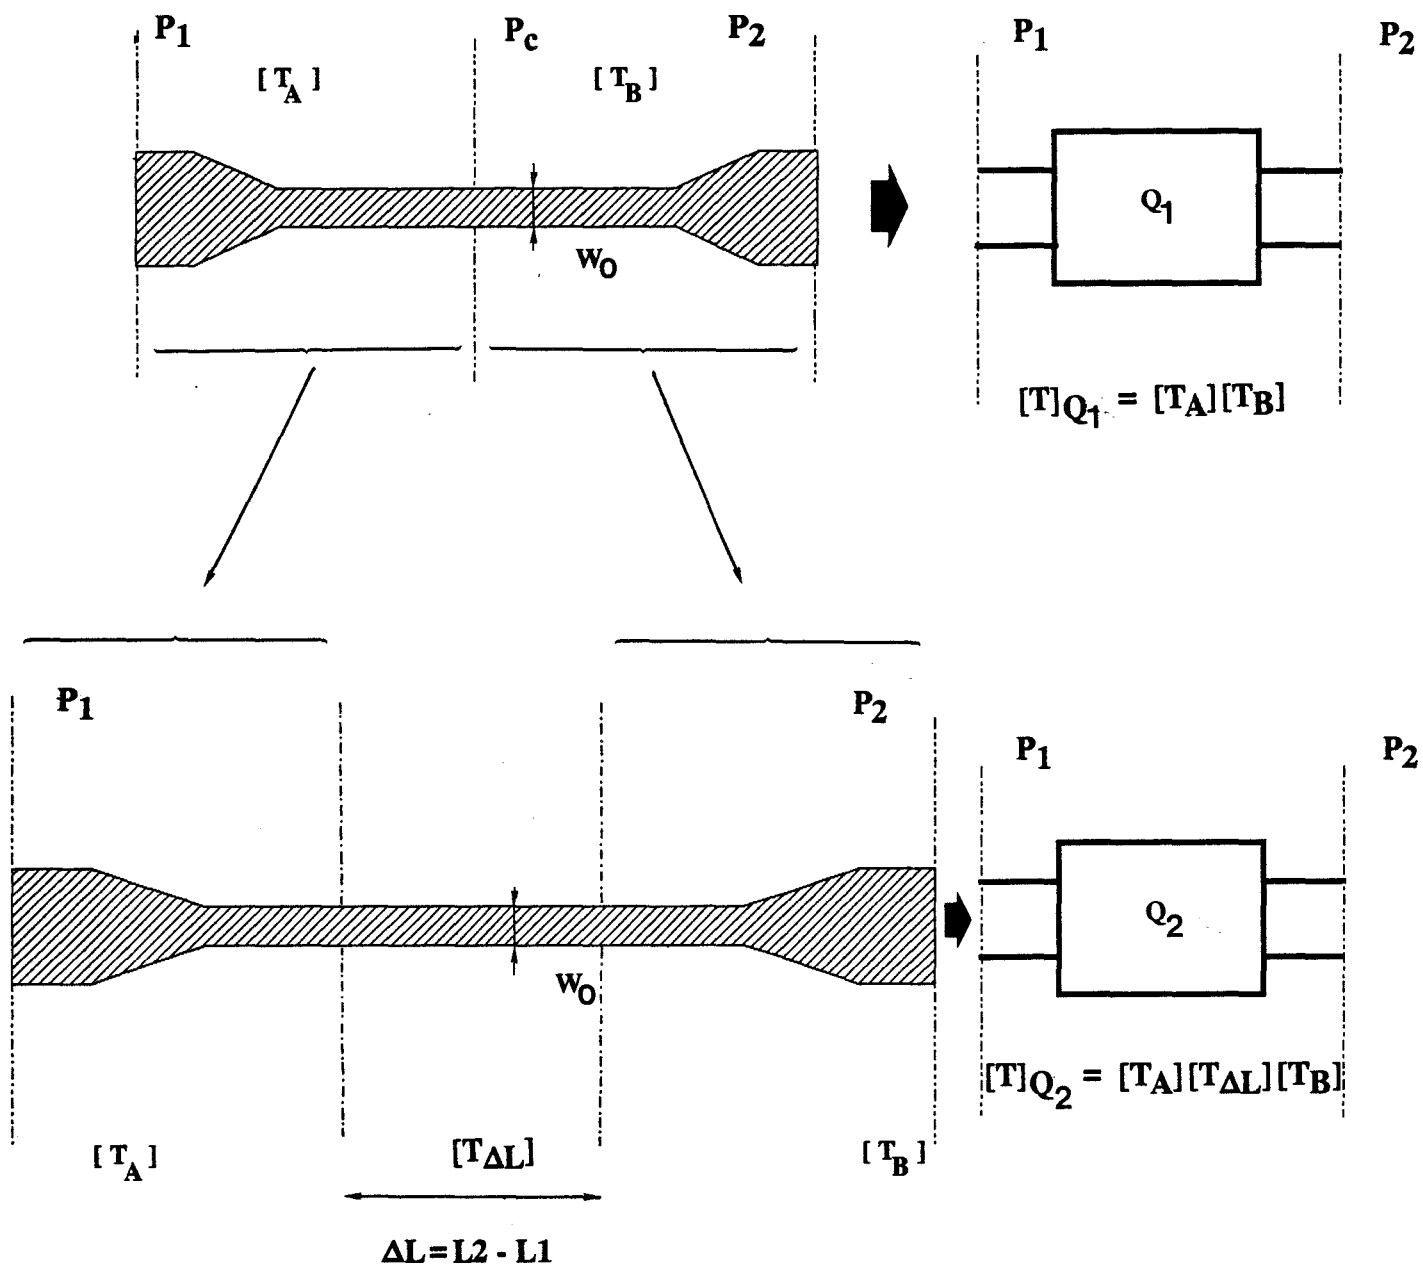 P1 Pc P2
[TA] [TB]
W0
P1 P2
Q1
[T]Q1 = [TA][TB]
P1 P2
W0
[TA] [TΔL] [TB]
ΔL=L2 - L1
P1 P2
Q2
[T]Q2 = [TA][TΔL][TB]